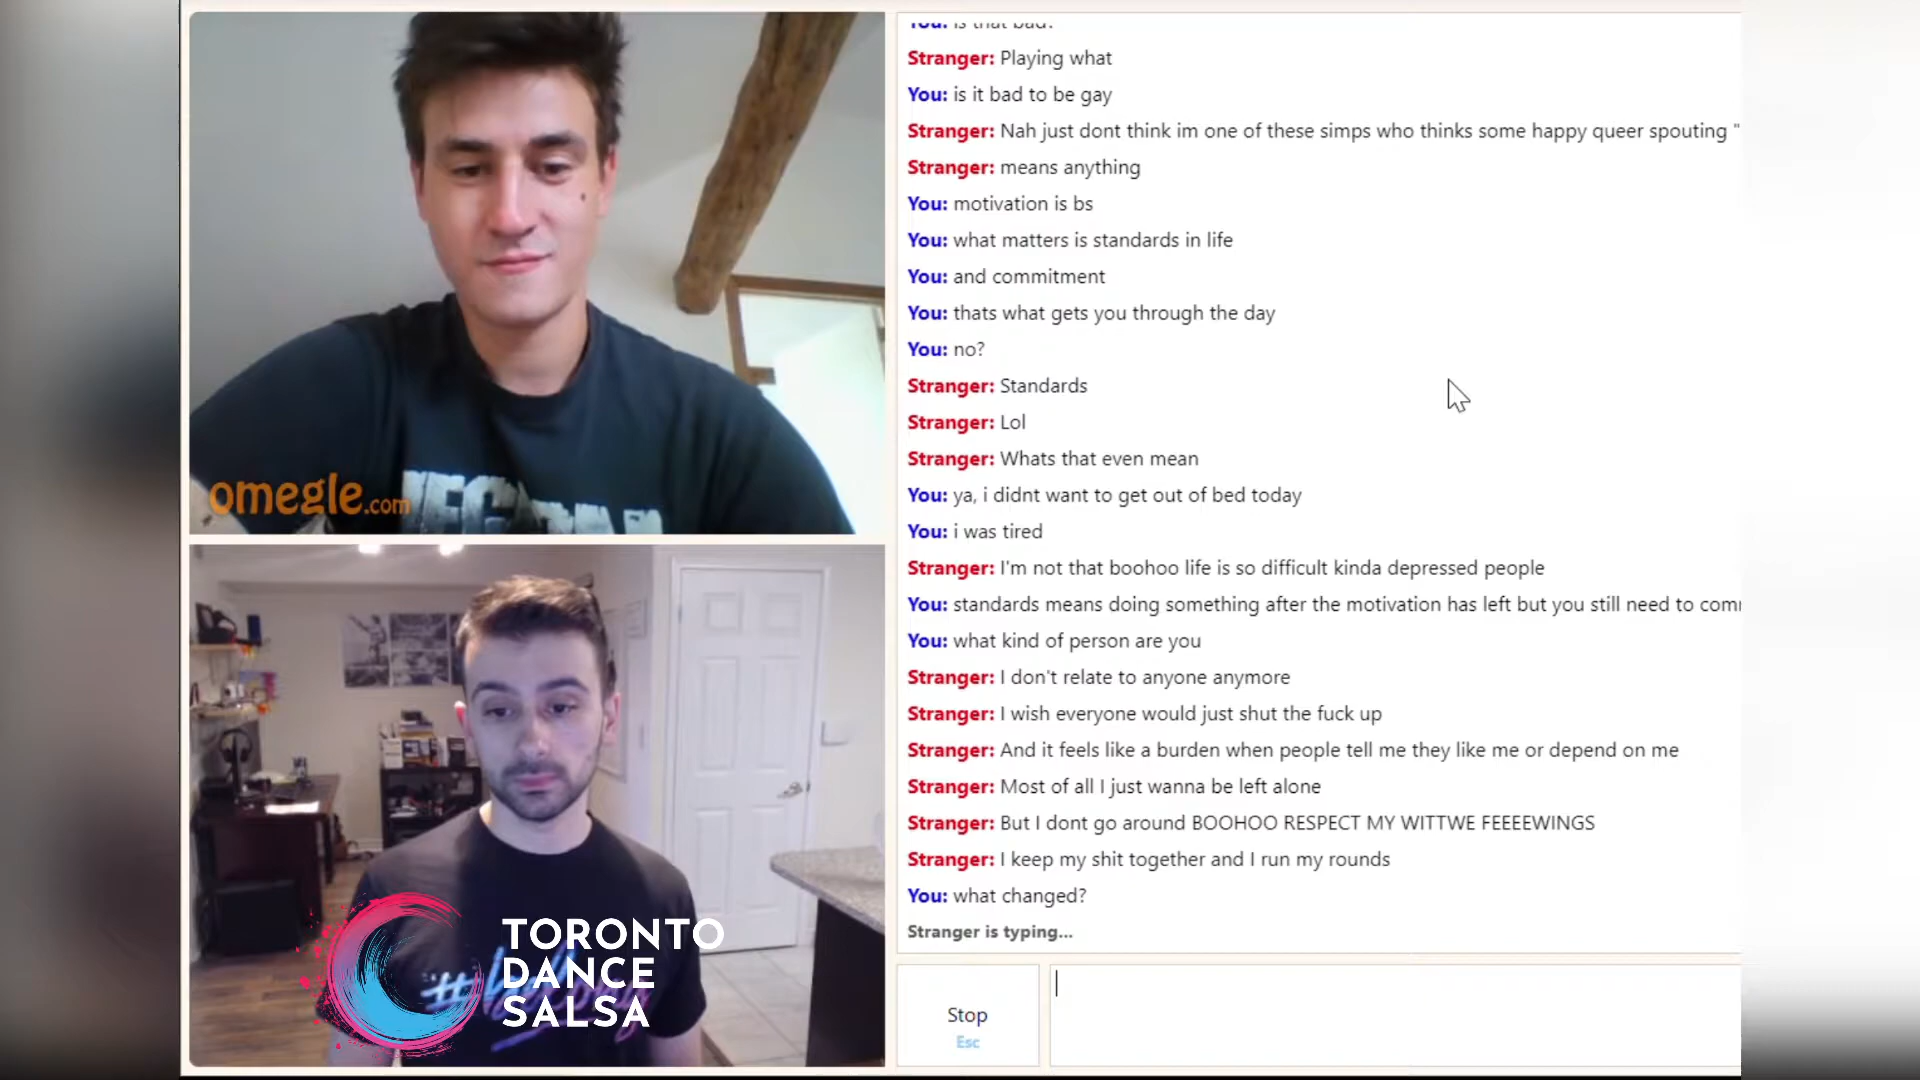 You: is that bad?
Stranger: Playing what
You: is it bad to be gay
Stranger: Nah just dont think im one of these simps who thinks some happy queer spouting "
Stranger: means anything
You: motivation is bs
You: what matters is standards in life
You: and commitment
You: thats what gets you through the day
You: no?
Stranger: Standards
Stranger: Lol
Stranger: Whats that even mean
You: ya, i didnt want to get out of bed today
You: i was tired
Stranger: I'm not that boohoo life is so difficult kinda depressed people
You: standards means doing something after the motivation has left but you still need to
You: what kind of person are you
Stranger: I don't relate to anyone anymore
Stranger: I wish everyone would just shut the fuck up
Stranger: And it feels like a burden when people tell me they like me or depend on me
Stranger: Most of all I just wanna be left alone
Stranger: But I dont go around BOOHOO RESPECT MY WITTWE FEEEEWINGS
Stranger: I keep my shit together and I run my rounds
You: what changed?
Stranger is typing...
Stop
Esc
omegle.com
TORONTO
DANCE
SALSA